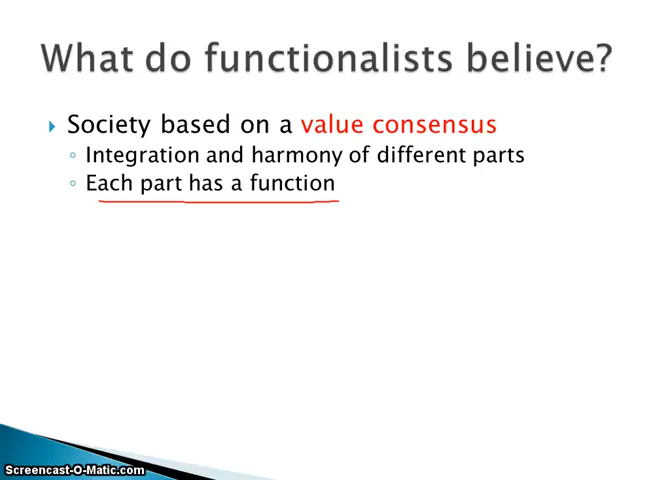 What do functionalists believe?
Society based on a value consensus
Integration and harmony of different parts
Each part has a function
Screencast-O-Matic.com